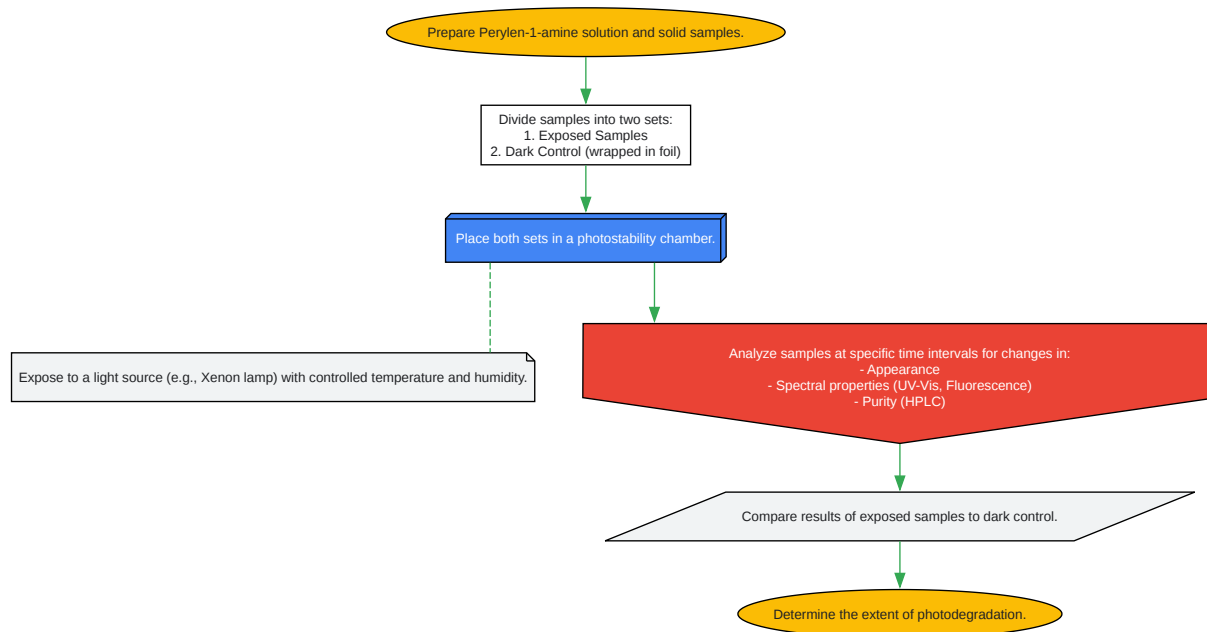 Prepare Perylen-1-amine solution and solid samples.
Divide samples into two sets:
1. Exposed Samples
2. Dark Control (wrapped in foil)
Place both sets in a photostability chamber.
Expose to a light source (e.g., Xenon lamp) with controlled temperature and humidity.
Analyze samples at specific time intervals for changes in:
- Appearance
- Spectral properties (UV-Vis, Fluorescence)
- Purity (HPLC)
Compare results of exposed samples to dark control.
Determine the extent of photodegradation.